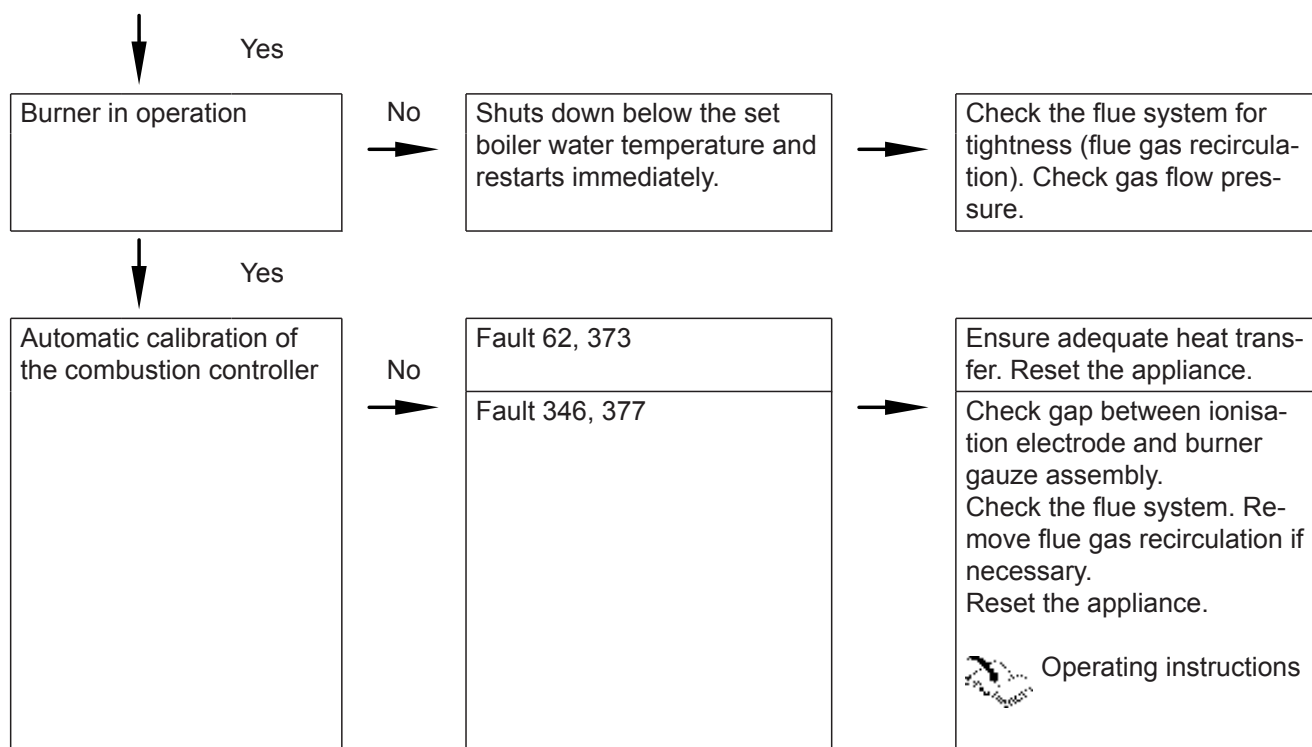 Yes
Burner in operation
No
Shuts down below the set
boiler water temperature and
restarts immediately.
Check the flue system for
tightness (flue gas recircula-
tion). Check gas flow pres-
sure.
Yes
Automatic calibration of
the combustion controller
No
Fault 62, 373
Ensure adequate heat trans-
fer. Reset the appliance.
Fault 346, 377
Check gap between ionisa-
tion electrode and burner
gauze assembly.
Check the flue system. Re-
move flue gas recirculation if
necessary.
Reset the appliance.
Operating instructions